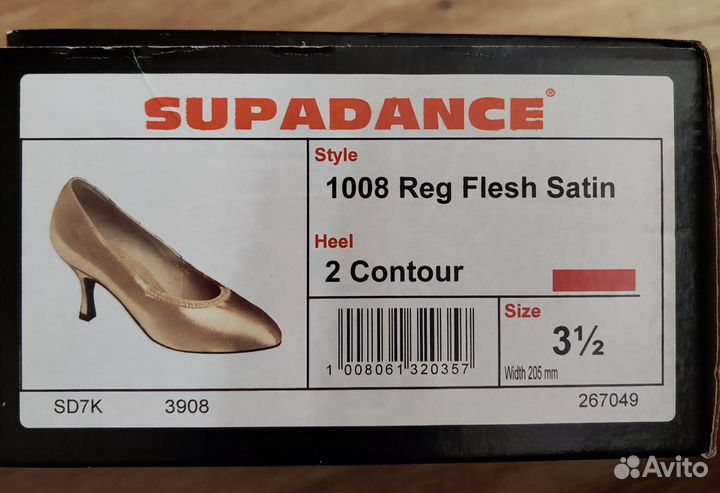 SUPADANCE®
Style
1008 Reg Flesh Satin
Heel
2 Contour
Size
3½
Width 205 mm
1 008061 320357
SD7K 3908 267049
Avito